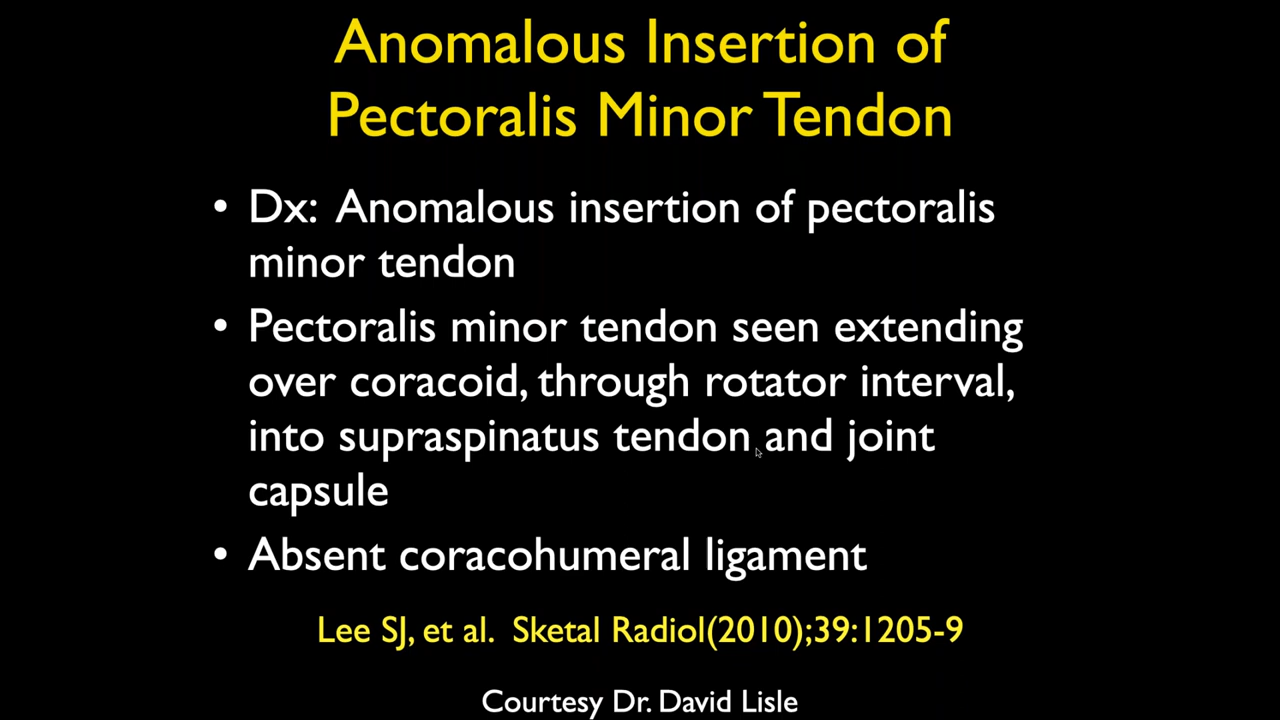 Anomalous Insertion of
Pectoralis Minor Tendon
• Dx: Anomalous insertion of pectoralis
minor tendon
• Pectoralis minor tendon seen extending
over coracoid, through rotator interval,
into supraspinatus tendon and joint
capsule
• Absent coracohumeral ligament
Lee SJ, et al. Sketal Radiol(2010);39:1205-9
Courtesy Dr. David Lisle